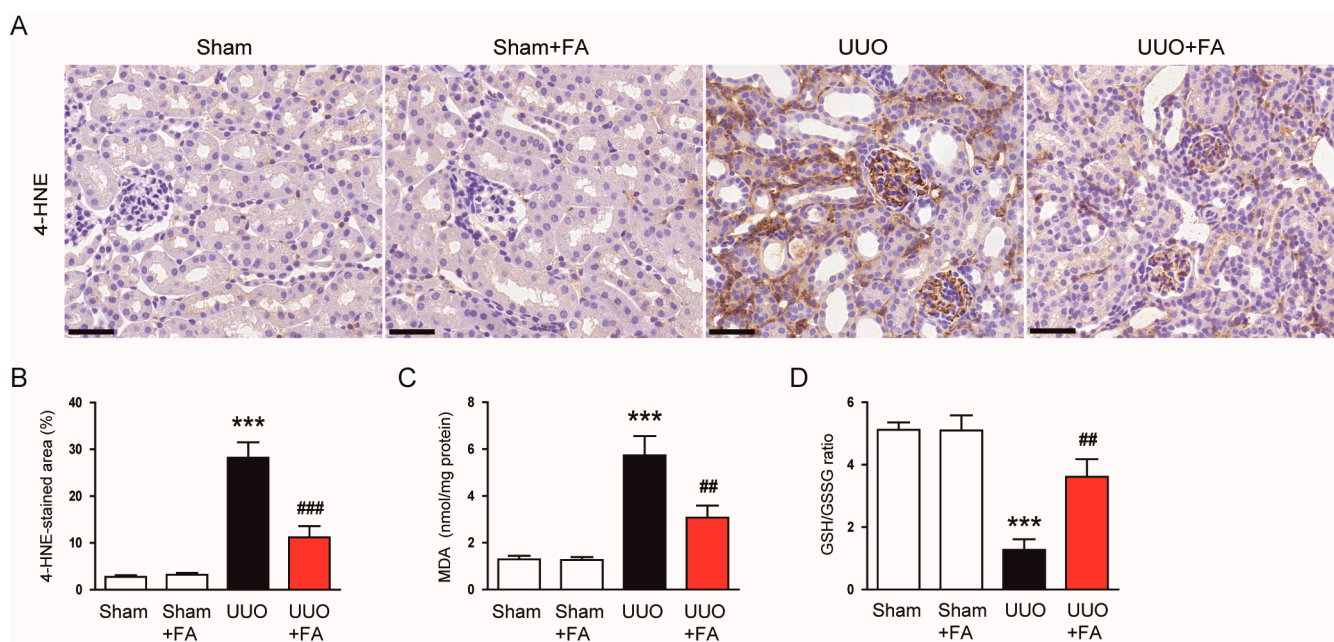 A
Sham
Sham+FA
UUO
UUO+FA
4-HNE
B
4-HNE-stained area (%)
40
30
20
10
0
***
###
Sham
Sham
+FA
UUO
UUO
+FA
C
MDA (nmol/mg protein)
8
6
4
2
0
***
##
Sham
Sham
+FA
UUO
UUO
+FA
D
GSH/GSSG ratio
6
4
2
0
***
##
Sham
Sham
+FA
UUO
UUO
+FA